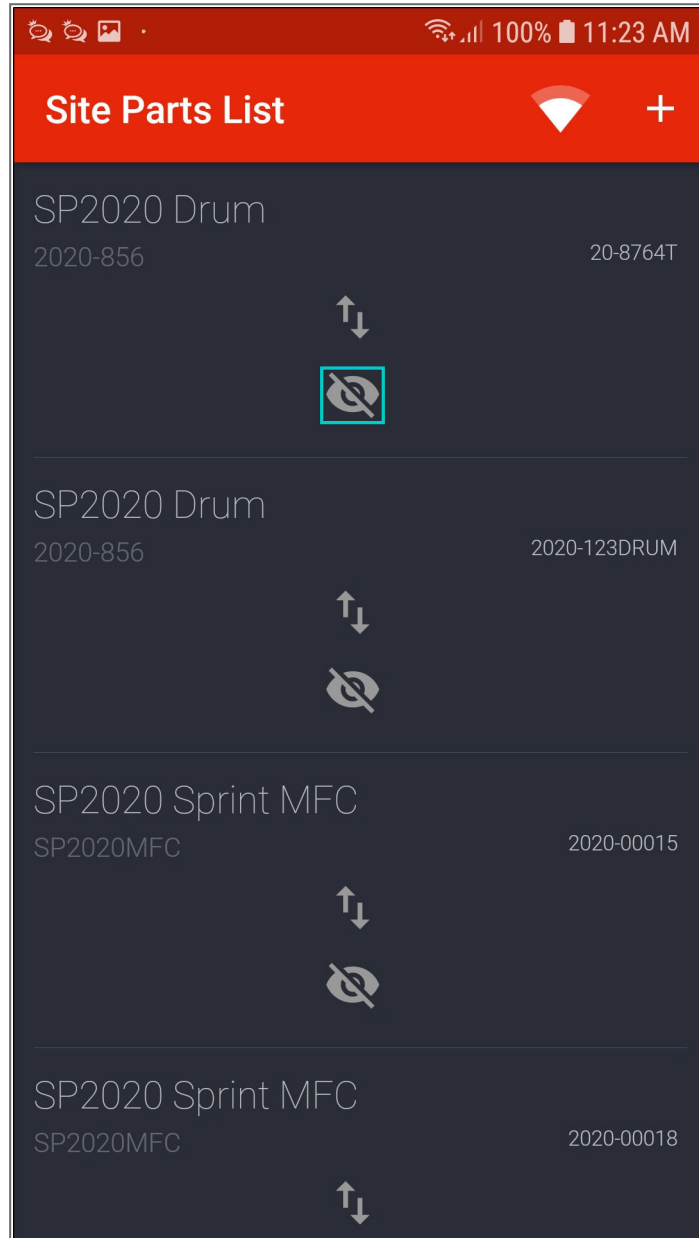 100% 11:23 AM
Site Parts List +
SP2020 Drum
2020-856 20-8764T
SP2020 Drum
2020-856 2020-123DRUM
SP2020 Sprint MFC
SP2020MFC 2020-00015
SP2020 Sprint MFC
SP2020MFC 2020-00018